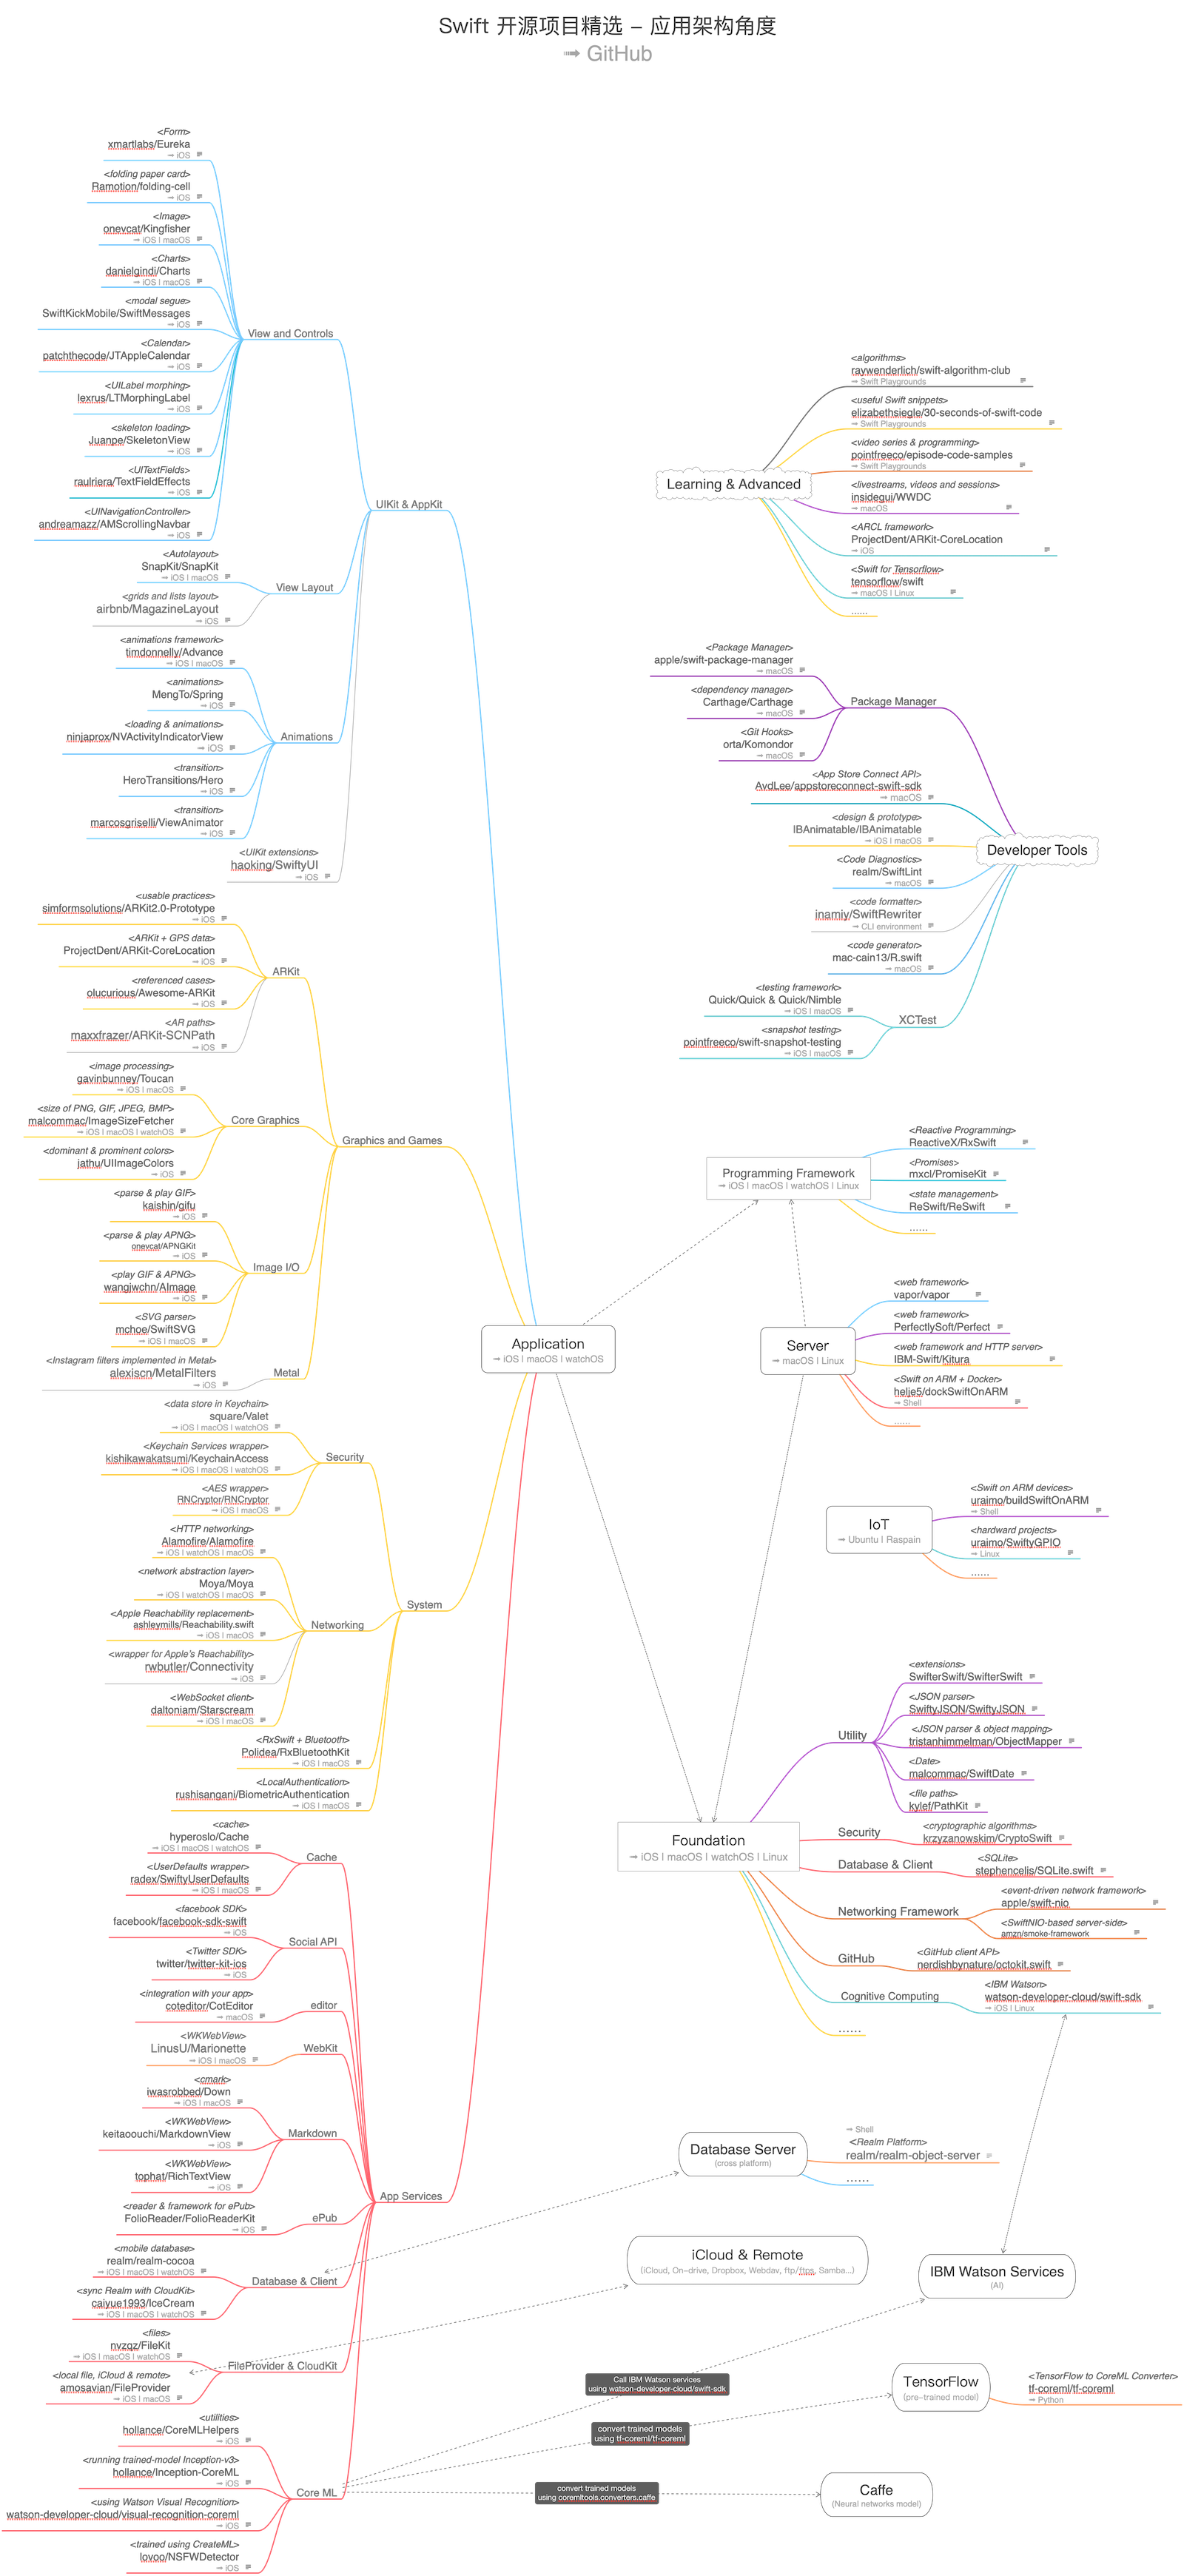 Swift 开源项目精选 – 应用架构角度
➟ GitHub
<Form>
xmartlabs/Eureka
➟ iOS
<folding paper card>
Ramotion/folding-cell
➟ iOS
<Image>
onevcat/Kingfisher
➟ iOS | macOS
<Charts>
danielgindi/Charts
➟ iOS | macOS
<modal segue>
SwiftKickMobile/SwiftMessages
➟ iOS
<Calendar>
patchthecode/JTAppleCalendar
➟ iOS
<UILabel morphing>
lexrus/LTMorphingLabel
➟ iOS
<skeleton loading>
Juanpe/SkeletonView
➟ iOS
<UITextFields>
raulriera/TextFieldEffects
➟ iOS
<UINavigationController>
andreamazz/AMScrollingNavbar
➟ iOS
View and Controls
<Autolayout>
SnapKit/SnapKit
➟ iOS | macOS
<grids and lists layout>
airbnb/MagazineLayout
➟ iOS
View Layout
<animations framework>
timdonnelly/Advance
➟ iOS | macOS
<animations>
MengTo/Spring
➟ iOS
<loading & animations>
ninjaprox/NVActivityIndicatorView
➟ iOS
<transition>
HeroTransitions/Hero
➟ iOS
<transition>
marcosgriselli/ViewAnimator
➟ iOS
Animations
<UIKit extensions>
haoking/SwiftyUI
➟ iOS
UIKit & AppKit
<usable practices>
simformsolutions/ARKit2.0-Prototype
➟ iOS
<ARKit + GPS data>
ProjectDent/ARKit-CoreLocation
➟ iOS
<referenced cases>
olucurious/Awesome-ARKit
➟ iOS
<AR paths>
maxxfrazer/ARKit-SCNPath
➟ iOS
ARKit
<image processing>
gavinbunney/Toucan
➟ iOS | macOS
<size of PNG, GIF, JPEG, BMP>
malcommac/ImageSizeFetcher
➟ iOS | macOS | watchOS
<dominant & prominent colors>
jathu/UIImageColors
➟ iOS
Core Graphics
<parse & play GIF>
kaishin/gifu
➟ iOS
<parse & play APNG>
onevcat/APNGKit
➟ iOS
<play GIF & APNG>
wangjwchn/AImage
➟ iOS
<SVG parser>
mchoe/SwiftSVG
➟ iOS | macOS
Image I/O
<Instagram filters implemented in Metal>
alexiscn/MetalFilters
➟ iOS
Metal
Graphics and Games
<data store in Keychain>
square/Valet
➟ iOS | macOS | watchOS
<Keychain Services wrapper>
kishikawakatsumi/KeychainAccess
➟ iOS | macOS | watchOS
<AES wrapper>
RNCryptor/RNCryptor
➟ iOS | macOS
Security
<HTTP networking>
Alamofire/Alamofire
➟ iOS | watchOS | macOS
<network abstraction layer>
Moya/Moya
➟ iOS | watchOS | macOS
<Apple Reachability replacement>
ashleymills/Reachability.swift
➟ iOS | macOS
<wrapper for Apple's Reachability>
rwbutler/Connectivity
➟ iOS
<WebSocket client>
daltoniam/Starscream
➟ iOS | macOS
Networking
<RxSwift + Bluetooth>
Polidea/RxBluetoothKit
➟ iOS | macOS
<LocalAuthentication>
rushisangani/BiometricAuthentication
➟ iOS | macOS
System
<cache>
hyperoslo/Cache
➟ iOS | macOS | watchOS
<UserDefaults wrapper>
radex/SwiftyUserDefaults
➟ iOS | macOS
Cache
<facebook SDK>
facebook/facebook-sdk-swift
➟ iOS
<Twitter SDK>
twitter/twitter-kit-ios
➟ iOS
Social API
<integration with your app>
coteditor/CotEditor
➟ macOS
editor
<WKWebView>
LinusU/Marionette
➟ iOS | macOS
WebKit
<cmark>
iwasrobbed/Down
➟ iOS | macOS
<WKWebView>
keitaoouchi/MarkdownView
➟ iOS
<WKWebView>
tophat/RichTextView
➟ iOS
Markdown
<reader & framework for ePub>
FolioReader/FolioReaderKit
➟ iOS
ePub
<mobile database>
realm/realm-cocoa
➟ iOS | macOS | watchOS
<sync Realm with CloudKit>
caiyue1993/IceCream
➟ iOS | macOS | watchOS
Database & Client
<files>
nvzqz/FileKit
➟ iOS | macOS | watchOS
<local file, iCloud & remote>
amosavian/FileProvider
➟ iOS | macOS
FileProvider & CloudKit
<utilities>
hollance/CoreMLHelpers
➟ iOS
<running trained-model Inception-v3>
hollance/Inception-CoreML
➟ iOS
<using Watson Visual Recognition>
watson-developer-cloud/visual-recognition-coreml
➟ iOS
<trained using CreateML>
lovoo/NSFWDetector
➟ iOS
Core ML
App Services
Application
➟ iOS | macOS | watchOS
<algorithms>
raywenderlich/swift-algorithm-club
➟ Swift Playgrounds
<useful Swift snippets>
elizabethsiegle/30-seconds-of-swift-code
➟ Swift Playgrounds
<video series & programming>
pointfreeco/episode-code-samples
➟ Swift Playgrounds
Learning & Advanced
<livestreams, videos and sessions>
insidegui/WWDC
➟ macOS
<ARCL framework>
ProjectDent/ARKit-CoreLocation
➟ iOS
<Swift for Tensorflow>
tensorflow/swift
➟ macOS | Linux
......
<Package Manager>
apple/swift-package-manager
➟ macOS
<dependency manager>
Carthage/Carthage
➟ macOS
<Git Hooks>
orta/Komondor
➟ macOS
Package Manager
<App Store Connect API>
AvdLee/appstoreconnect-swift-sdk
➟ macOS
<design & prototype>
IBAnimatable/IBAnimatable
➟ iOS | macOS
Developer Tools
<Code Diagnostics>
realm/SwiftLint
➟ macOS
<code formatter>
inamiy/SwiftRewriter
➟ CLI environment
<code generator>
mac-cain13/R.swift
➟ macOS
<testing framework>
Quick/Quick & Quick/Nimble
➟ iOS | macOS
<snapshot testing>
pointfreeco/swift-snapshot-testing
➟ iOS | macOS
XCTest
Programming Framework
➟ iOS | macOS | watchOS | Linux
<Reactive Programming>
ReactiveX/RxSwift
<Promises>
mxcl/PromiseKit
<state management>
ReSwift/ReSwift
......
Server
➟ macOS | Linux
<web framework>
vapor/vapor
<web framework>
PerfectlySoft/Perfect
<web framework and HTTP server>
IBM-Swift/Kitura
<Swift on ARM + Docker>
helje5/dockSwiftOnARM
➟ Shell
......
IoT
➟ Ubuntu | Raspain
<Swift on ARM devices>
uraimo/buildSwiftOnARM
➟ Shell
<hardward projects>
uraimo/SwiftyGPIO
➟ Linux
......
Foundation
➟ iOS | macOS | watchOS | Linux
Utility
<extensions>
SwifterSwift/SwifterSwift
<JSON parser>
SwiftyJSON/SwiftyJSON
<JSON parser & object mapping>
tristanhimmelman/ObjectMapper
<Date>
malcommac/SwiftDate
<file paths>
kylef/PathKit
Security
<cryptographic algorithms>
krzyzanowskim/CryptoSwift
Database & Client
<SQLite>
stephencelis/SQLite.swift
Networking Framework
<event-driven network framework>
apple/swift-nio
<SwiftNIO-based server-side>
amzn/smoke-framework
GitHub
<GitHub client API>
nerdishbynature/octokit.swift
Cognitive Computing
<IBM Watson>
watson-developer-cloud/swift-sdk
➟ iOS | Linux
......
Database Server
(cross platform)
➟ Shell
<Realm Platform>
realm/realm-object-server
......
iCloud & Remote
(iCloud, On-drive, Dropbox, Webdav, ftp/ftps, Samba...)
IBM Watson Services
(AI)
Call IBM Watson services
using watson-developer-cloud/swift-sdk
TensorFlow
(pre-trained model)
<TensorFlow to CoreML Converter>
tf-coreml/tf-coreml
➟ Python
convert trained models
using tf-coreml/tf-coreml
Caffe
(Neural networks model)
convert trained models
using coremltools.converters.caffe